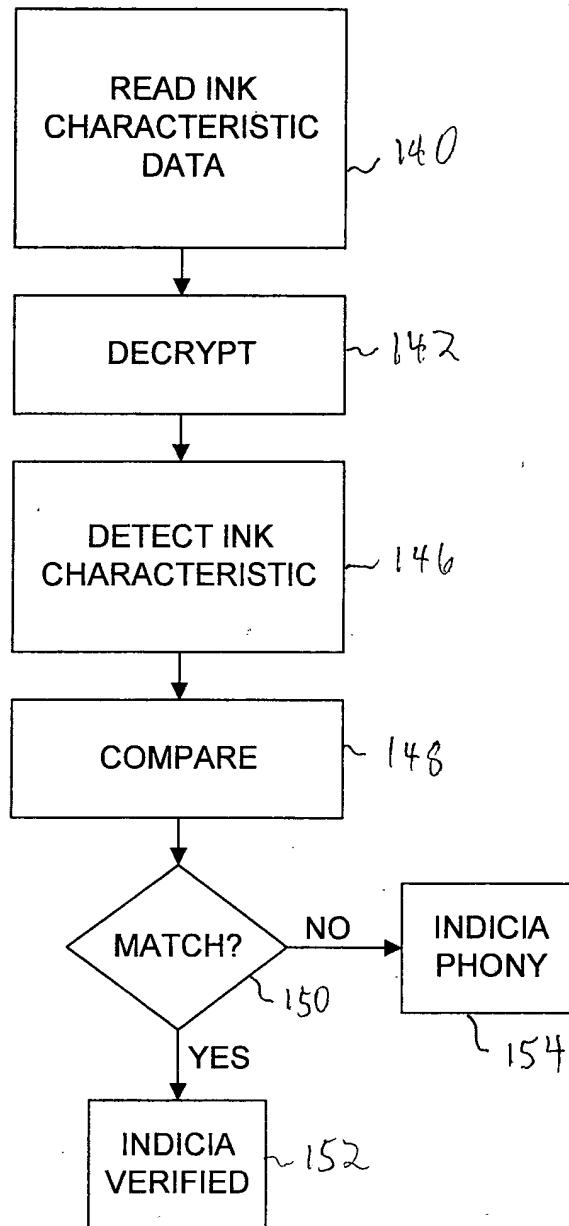 READ INK
CHARACTERISTIC
DATA
140
DECRYPT
142
DETECT INK
CHARACTERISTIC
146
COMPARE
148
MATCH?
NO
150
INDICIA
PHONY
154
YES
INDICIA
VERIFIED
152